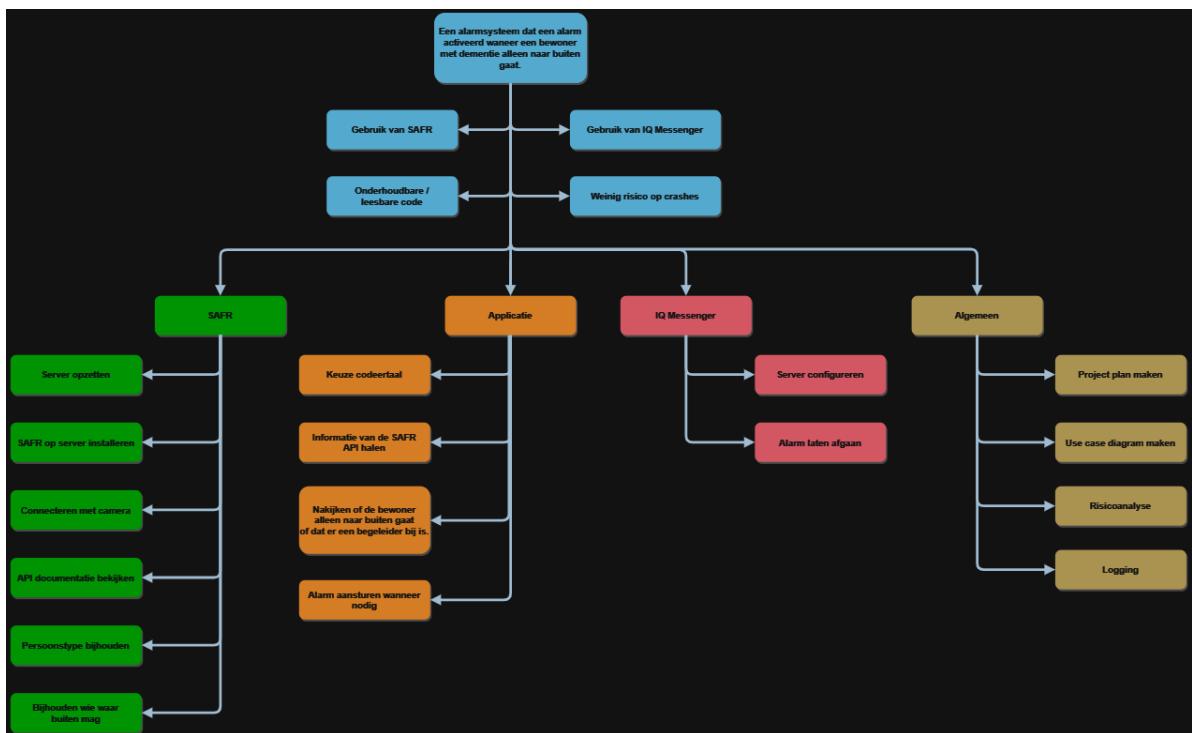 Een alarmsysteem dat een alarm
activeerd waneer een bewoner
met dementie alleen naar buiten
gaat.
Gebruik van SAFR
Gebruik van IQ Messenger
Onderhoudbare /
leesbare code
Weinig risico op crashes
SAFR
Applicatie
IQ Messenger
Algemeen
Server opzetten
SAFR op server installeren
Connecteren met camera
API documentatie bekijken
Persoonstype bijhouden
Bijhouden wie waar
buiten mag
Keuze codeertaal
Informatie van de SAFR
API halen
Nakijken of de bewoner
alleen naar buiten gaat
of dat er een begeleider bij is.
Alarm aansturen wanneer
nodig
Server configureren
Alarm laten afgaan
Project plan maken
Use case diagram maken
Risicoanalyse
Logging